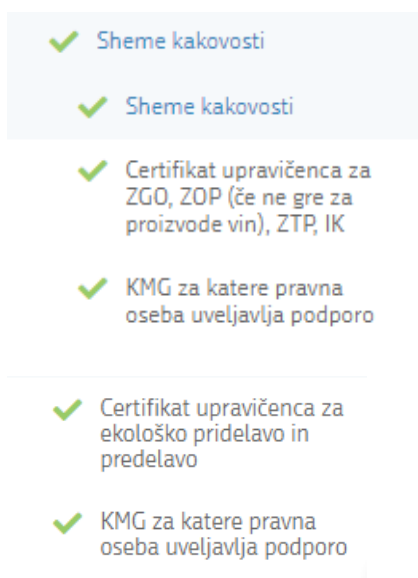 Sheme kakovosti
Sheme kakovosti
Certifikat upravičenca za
ZGO, ZOP (če ne gre za
proizvode vin), ZTP, IK
KMG za katere pravna
oseba uveljavlja podporo
Certifikat upravičenca za
ekološko pridelavo in
predelavo
KMG za katere pravna
oseba uveljavlja podporo